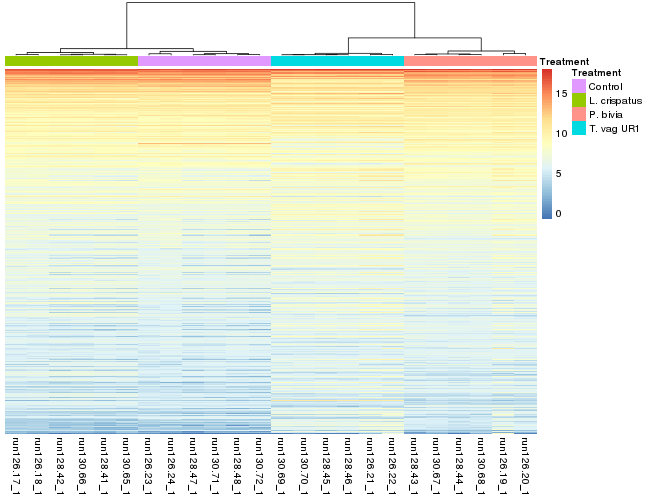 Treatment
Treatment
Control
L. crispatus
P. bivia
T. vag UR1
15
10
5
0
run126.17_1
run126.18_1
run128.42_1
run130.66_1
run128.41_1
run130.65_1
run126.23_1
run126.24_1
run128.47_1
run130.71_1
run128.48_1
run130.72_1
run130.69_1
run130.70_1
run128.45_1
run128.46_1
run126.21_1
run126.22_1
run128.43_1
run130.67_1
run128.44_1
run130.68_1
run126.19_1
run126.20_1